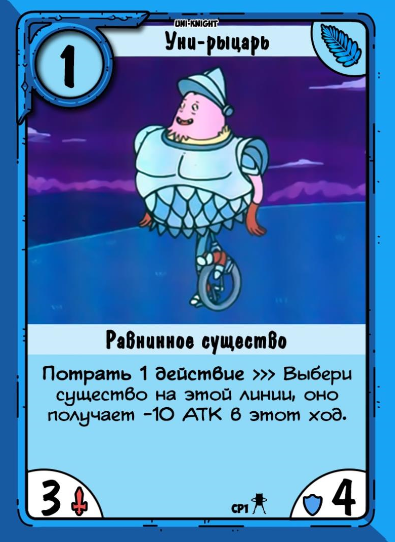 UNI-KNIGHT
1
Уни-рыцарь
Равнинное существо
Потрать 1 действие >>> Выбери
существо на этой линии, оно
получает -10 АТК в этот ход.
3
CP1
4